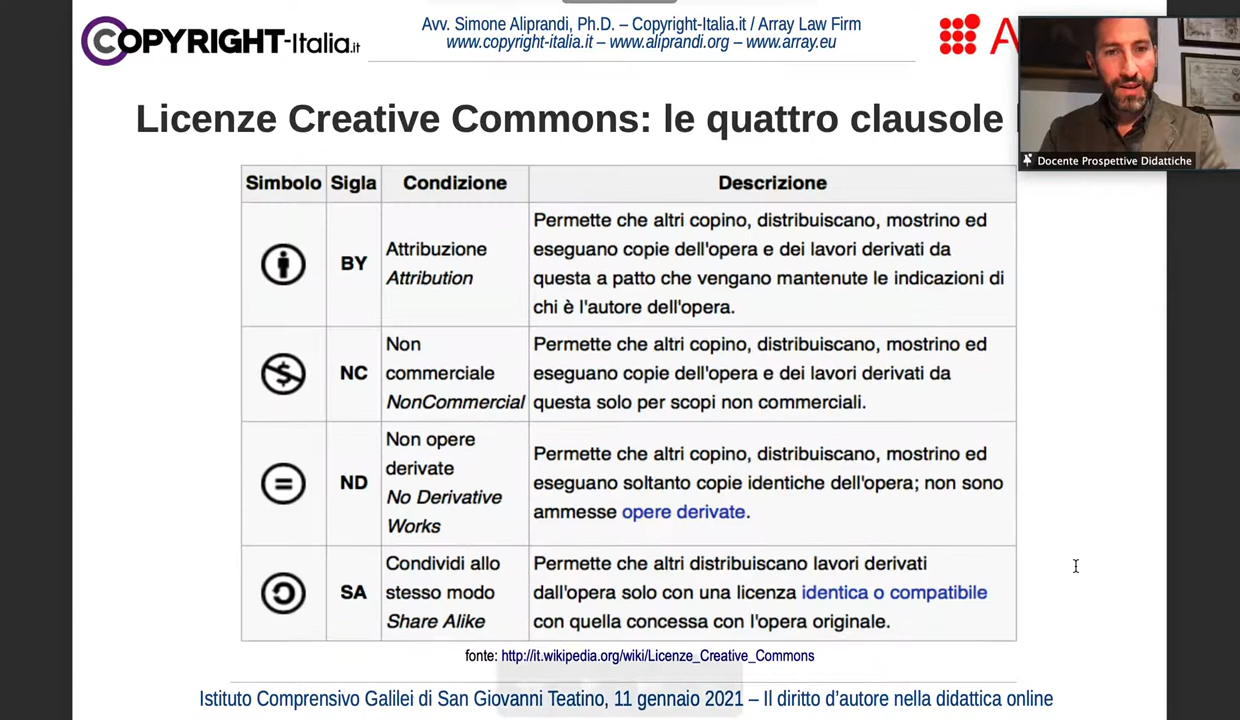 COPYRIGHT-Italia.it
Avv. Simone Aliprandi, Ph.D. – Copyright-Italia.it / Array Law Firm
www.copyright-italia.it – www.aliprandi.org – www.array.eu
A
Docente Prospettive Didattiche
Licenze Creative Commons: le quattro clausole
Simbolo Sigla Condizione Descrizione
BY
Attribuzione
Attribution
Permette che altri copino, distribuiscano, mostrino ed
eseguano copie dell'opera e dei lavori derivati da
questa a patto che vengano mantenute le indicazioni di
chi è l'autore dell'opera.
NC
Non
commerciale
NonCommercial
Permette che altri copino, distribuiscano, mostrino ed
eseguano copie dell'opera e dei lavori derivati da
questa solo per scopi non commerciali.
ND
Non opere
derivate
No Derivative
Works
Permette che altri copino, distribuiscano, mostrino ed
eseguano soltanto copie identiche dell'opera; non sono
ammesse opere derivate.
SA
Condividi allo
stesso modo
Share Alike
Permette che altri distribuiscano lavori derivati
dall'opera solo con una licenza identica o compatibile
con quella concessa con l'opera originale.
fonte: http://it.wikipedia.org/wiki/Licenze_Creative_Commons
Istituto Comprensivo Galilei di San Giovanni Teatino, 11 gennaio 2021 – Il diritto d'autore nella didattica online